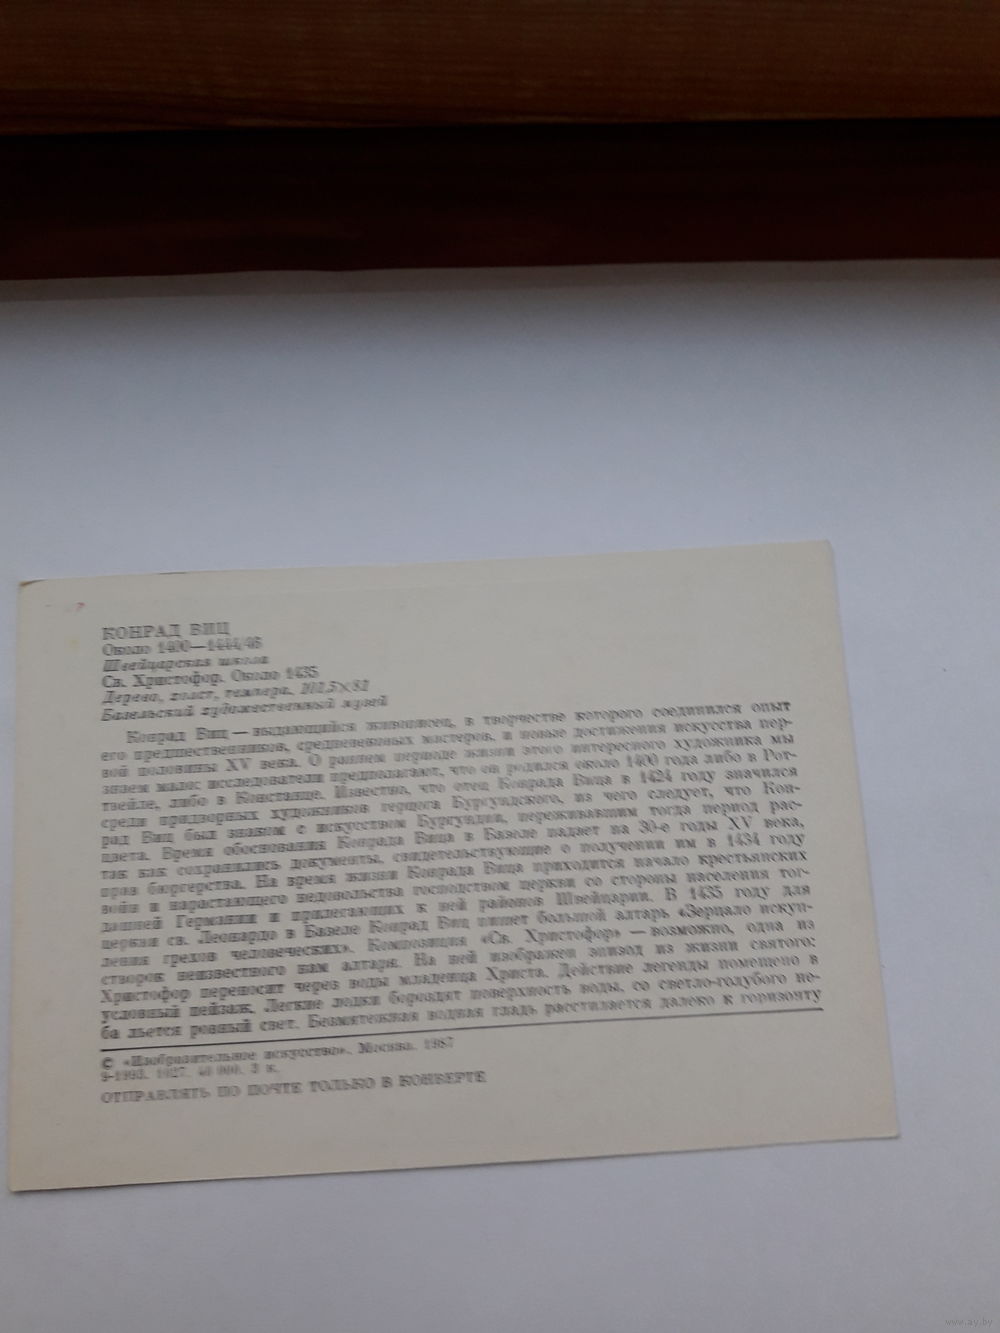 КОНРАД ВИЦ
Около 1400—1444/46
Швейцарская школа
Св. Христофор. Около 1435
Дерево, холст, темпера. 101,5×81
Базельский художественный музей
Конрад Виц — выдающийся живописец, в творчестве которого соединился опыт
его предшественников, средневековых мастеров, и новые достижения искусства пер-
вой половины XV века. О раннем периоде жизни этого интересного художника мы
знаем мало: исследователи предполагают, что он родился около 1400 года либо в Рот-
твейле, либо в Констанце. Известно, что отец Конрада Вица в 1424 году значился
среди придворных художников герцога Бургундского, из чего следует, что Кон-
рад Виц был знаком с искусством Бургундии, переживавшим тогда период рас-
цвета. Время обоснования Конрада Вица в Базеле падает на 30-е годы XV века,
так как сохранились документы, свидетельствующие о получении им в 1434 году
прав бюргерства. На время жизни Конрада Вица приходится начало крестьянских
войн и нарастающего недовольства господством церкви со стороны населения тог-
дашней Германии и прилегающих к ней районов Швейцарии. В 1435 году для
церкви св. Леонардо в Базеле Конрад Виц пишет большой алтарь «Зерцало искуп-
ления грехов человеческих». Композиция «Св. Христофор» — возможно, одна из
створок неизвестного нам алтаря. На ней изображен эпизод из жизни святого:
Христофор переносит через воды младенца Христа. Действие легенды помещено в
условный пейзаж. Легкие лодки бороздят поверхность воды, со светло-голубого не-
ба льется ровный свет. Безмятежная водная гладь расстилается далеко к горизонту
© «Изобразительное искусство». Москва. 1987
9-1993. 1027. 40 000. 3 к.
ОТПРАВЛЯТЬ ПО ПОЧТЕ ТОЛЬКО В КОНВЕРТЕ
www.ay.by